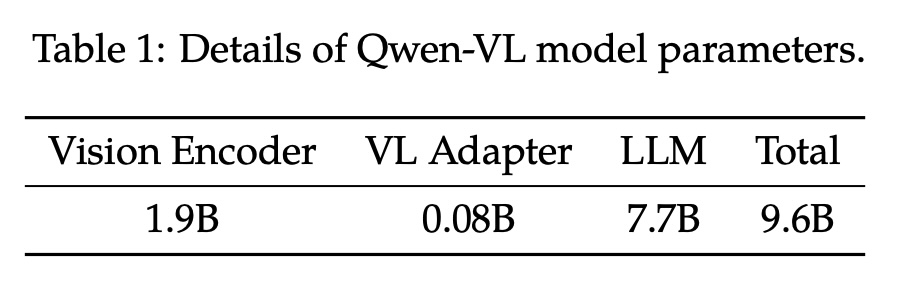 Table 1: Details of Qwen-VL model parameters.
Vision Encoder VL Adapter LLM Total
1.9B 0.08B 7.7B 9.6B